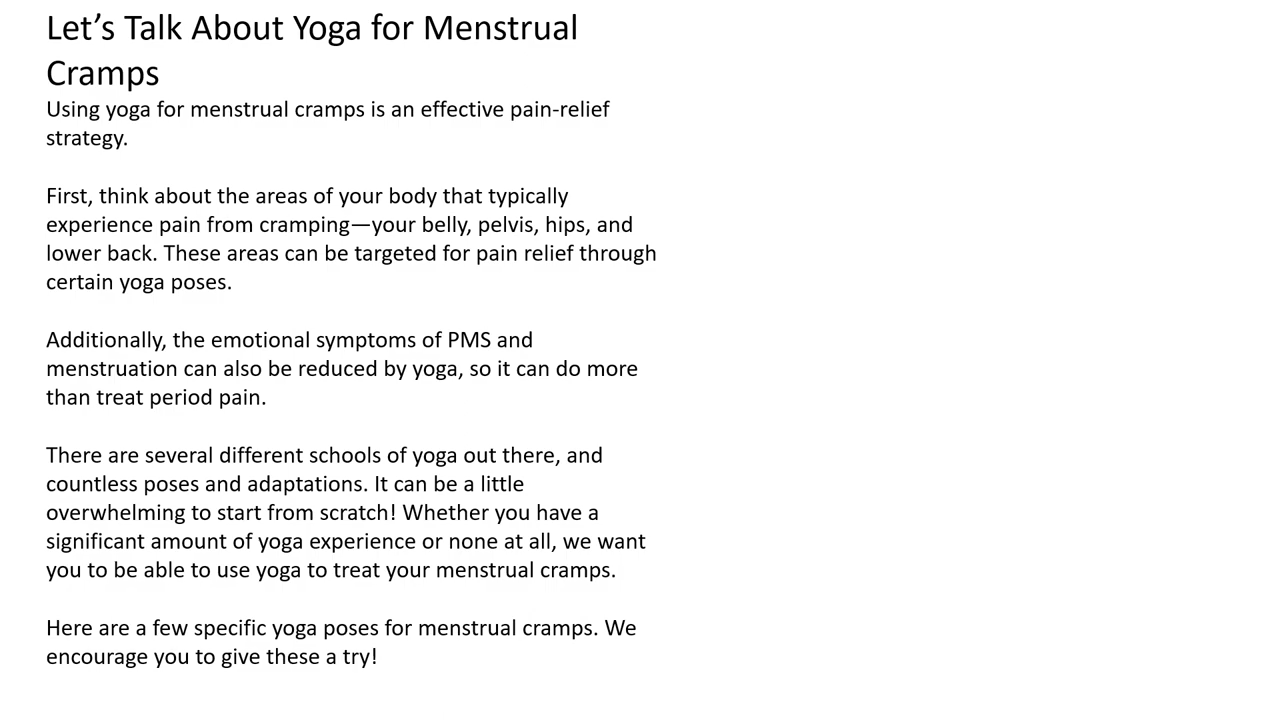 Let’s Talk About Yoga for Menstrual
Cramps
Using yoga for menstrual cramps is an effective pain-relief
strategy.
First, think about the areas of your body that typically
experience pain from cramping—your belly, pelvis, hips, and
lower back. These areas can be targeted for pain relief through
certain yoga poses.
Additionally, the emotional symptoms of PMS and
menstruation can also be reduced by yoga, so it can do more
than treat period pain.
There are several different schools of yoga out there, and
countless poses and adaptations. It can be a little
overwhelming to start from scratch! Whether you have a
significant amount of yoga experience or none at all, we want
you to be able to use yoga to treat your menstrual cramps.
Here are a few specific yoga poses for menstrual cramps. We
encourage you to give these a try!